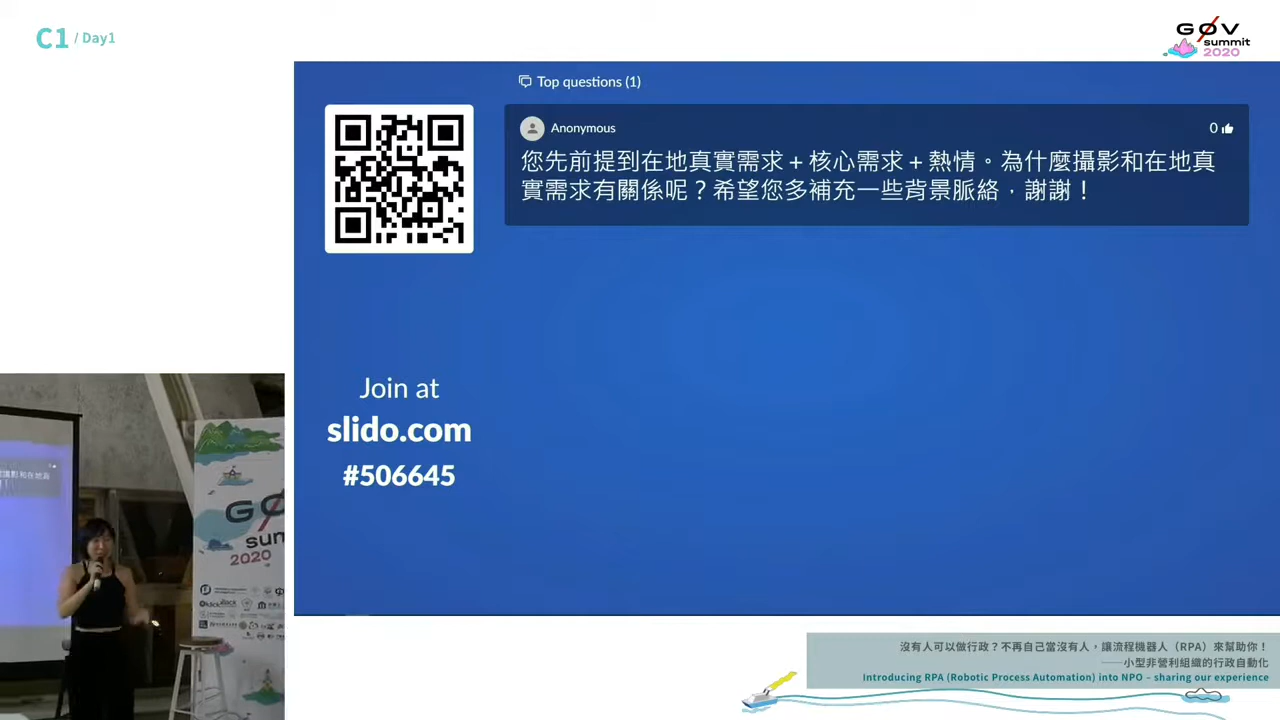 C1 / Day1
GØV
summit
2020
Top questions (1)
Anonymous
0
您先前提到在地真實需求＋核心需求＋熱情。為什麼攝影和在地真
實需求有關係呢？希望您多補充一些背景脈絡，謝謝！
Join at
slido.com
#506645
GØ
sum
2020
沒有人可以做行政？不再自己當沒有人，讓流程機器人（RPA）來幫助你！
——小型非營利組織的行政自動化
Introducing RPA (Robotic Process Automation) into NPO – sharing our experience